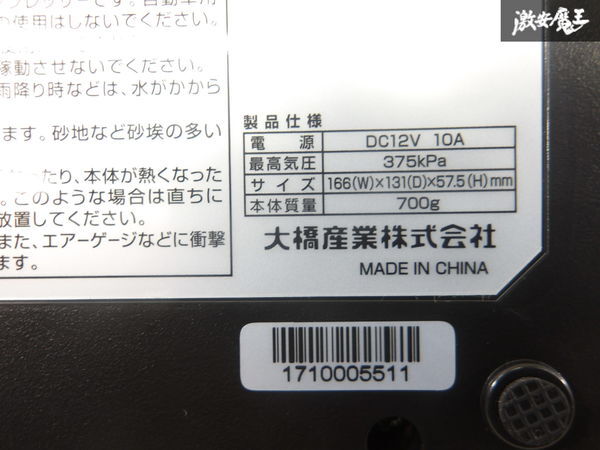 激安魔王
プレッサーです。自動車用
の使用はしないでください。
稼動させないでください。
雨降り時などは、水がかから
ます。砂地など砂埃の多い
ったり、本体が熱くなった
。このような場合は直ちに
放置してください。
また、エアーゲージなどに衝撃
ます。
製品仕様
電源 DC12V 10A
最高気圧 375kPa
サイズ 166(W)×131(D)×57.5(H)mm
本体質量 700g
大橋産業株式会社
MADE IN CHINA
1710005511